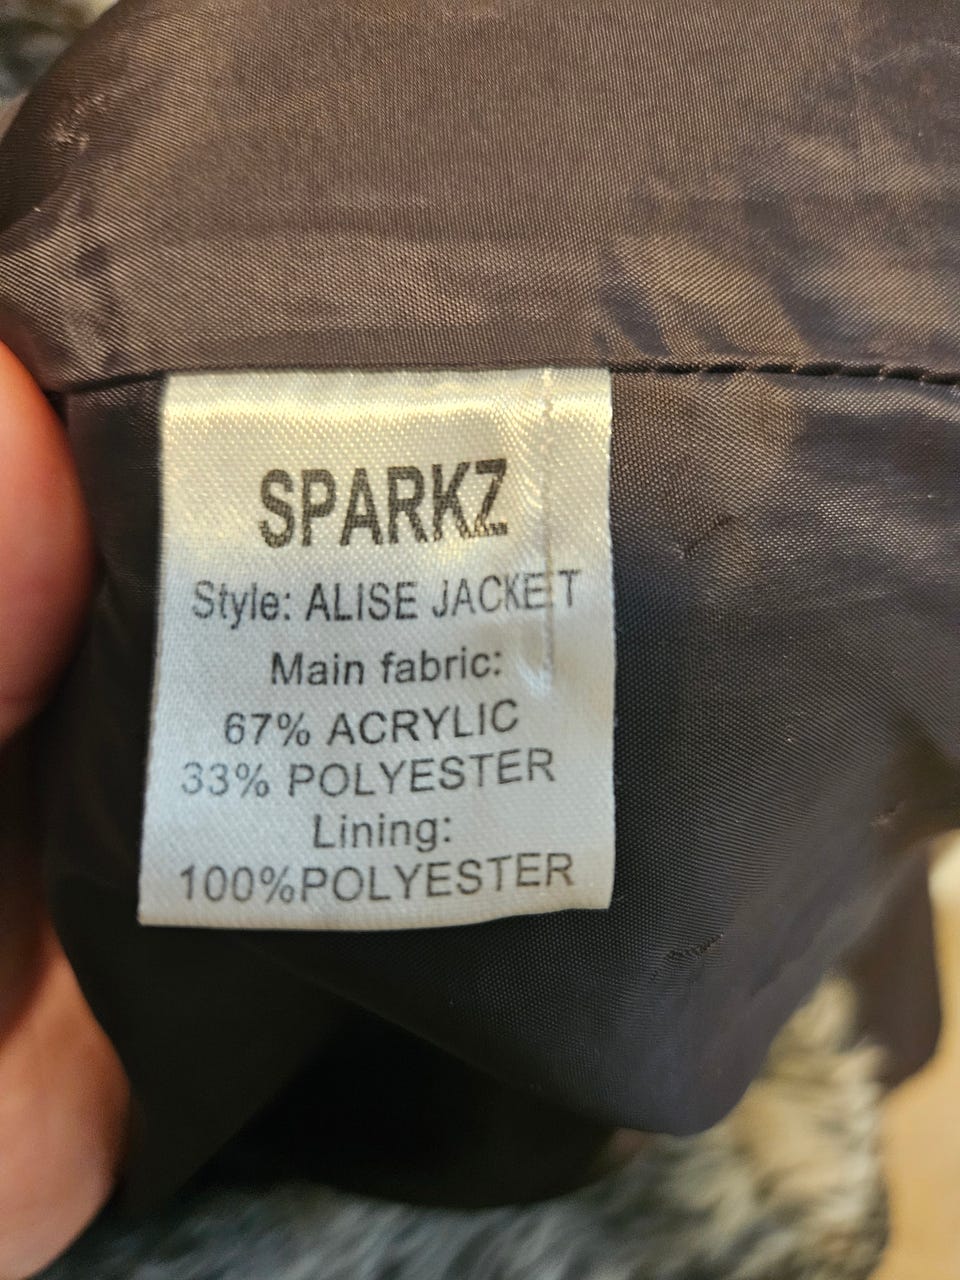 SPARKZ
Style: ALISE JACKET
Main fabric:
67% ACRYLIC
33% POLYESTER
Lining:
100%POLYESTER